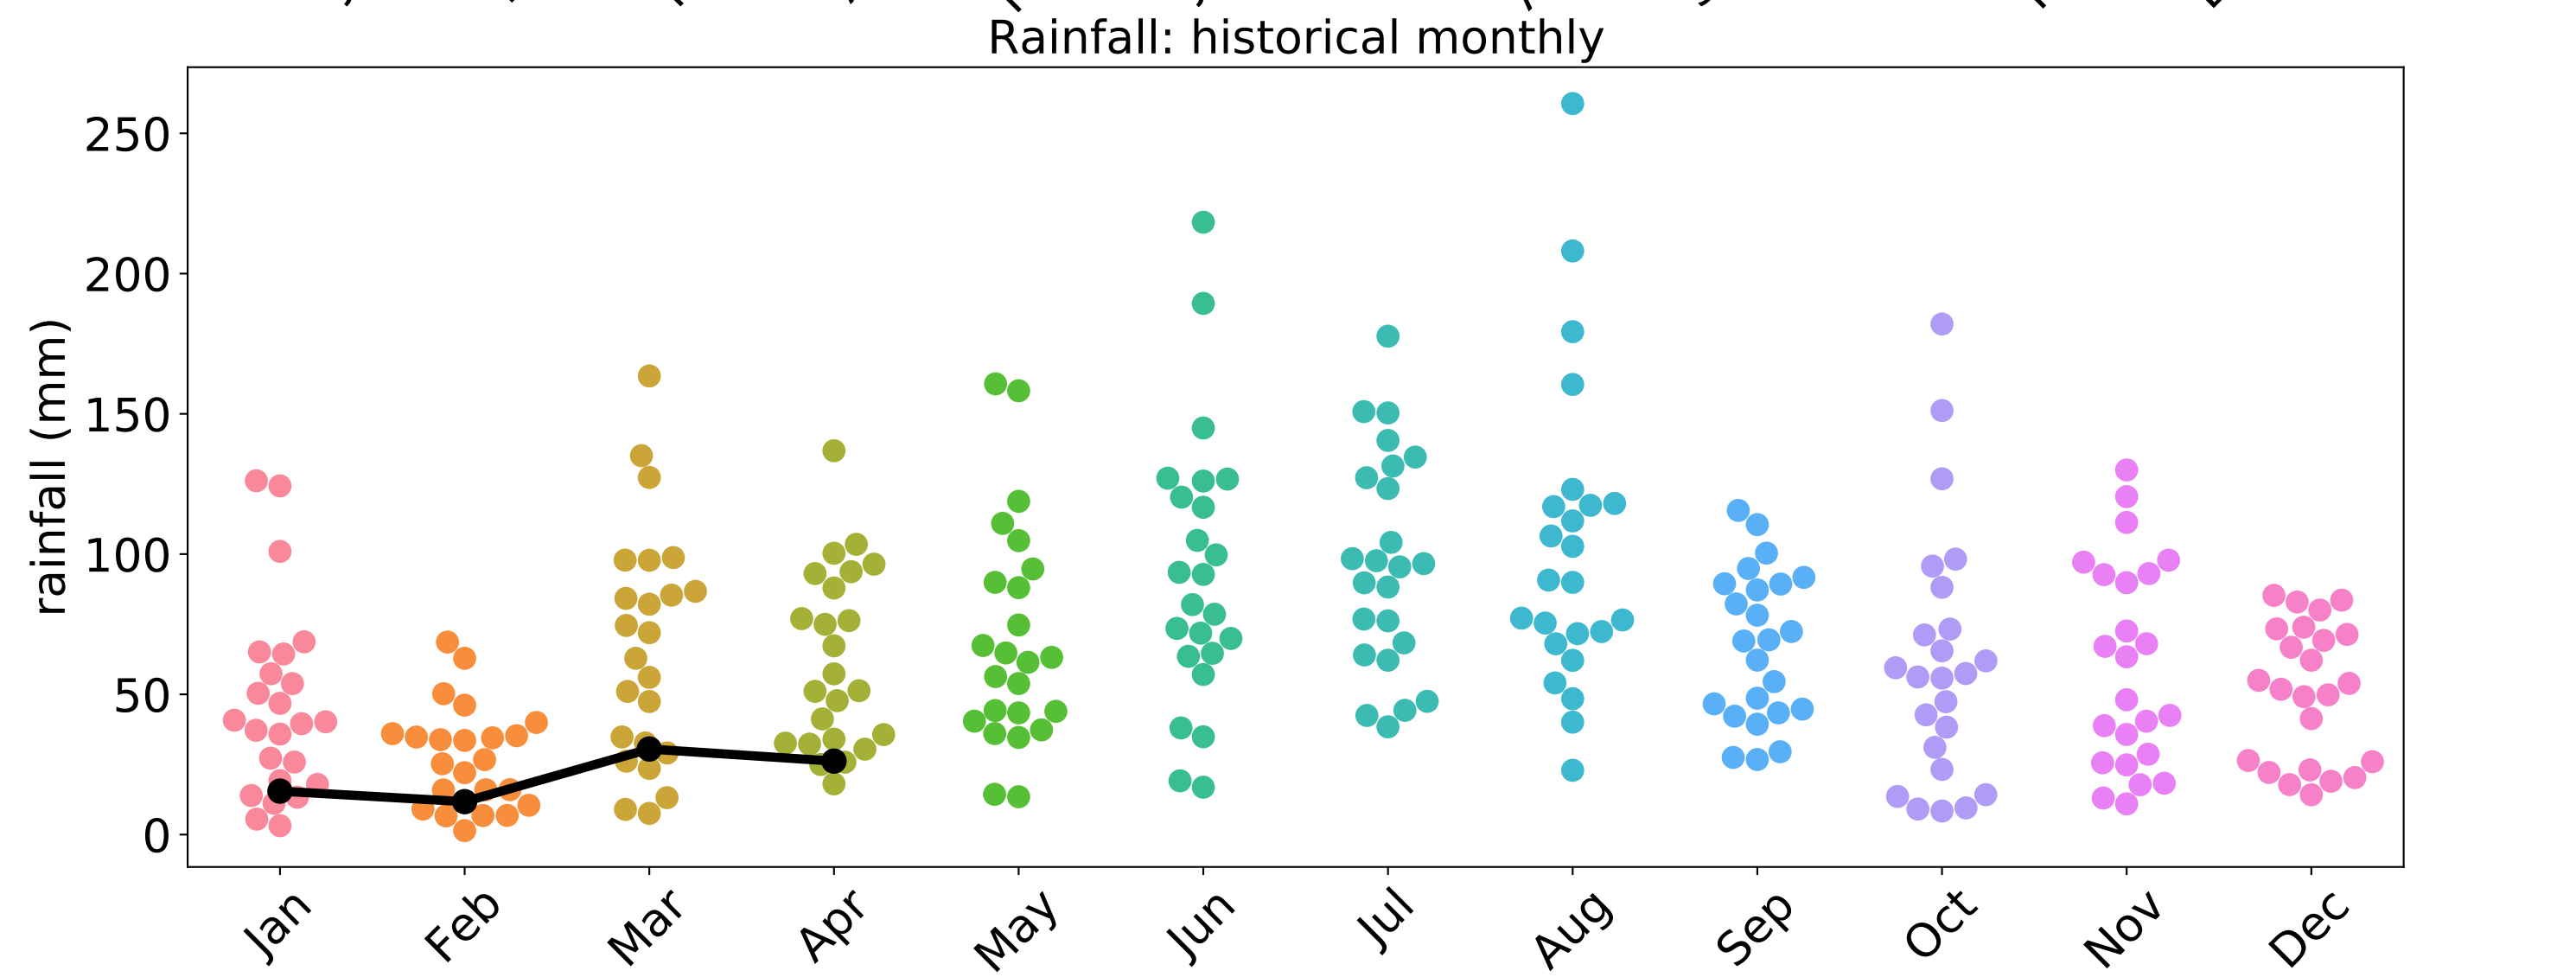 Rainfall: historical monthly
rainfall (mm)
250
200
150
100
50
0
Jan
Feb
Mar
Apr
May
Jun
Jul
Aug
Sep
Oct
Nov
Dec